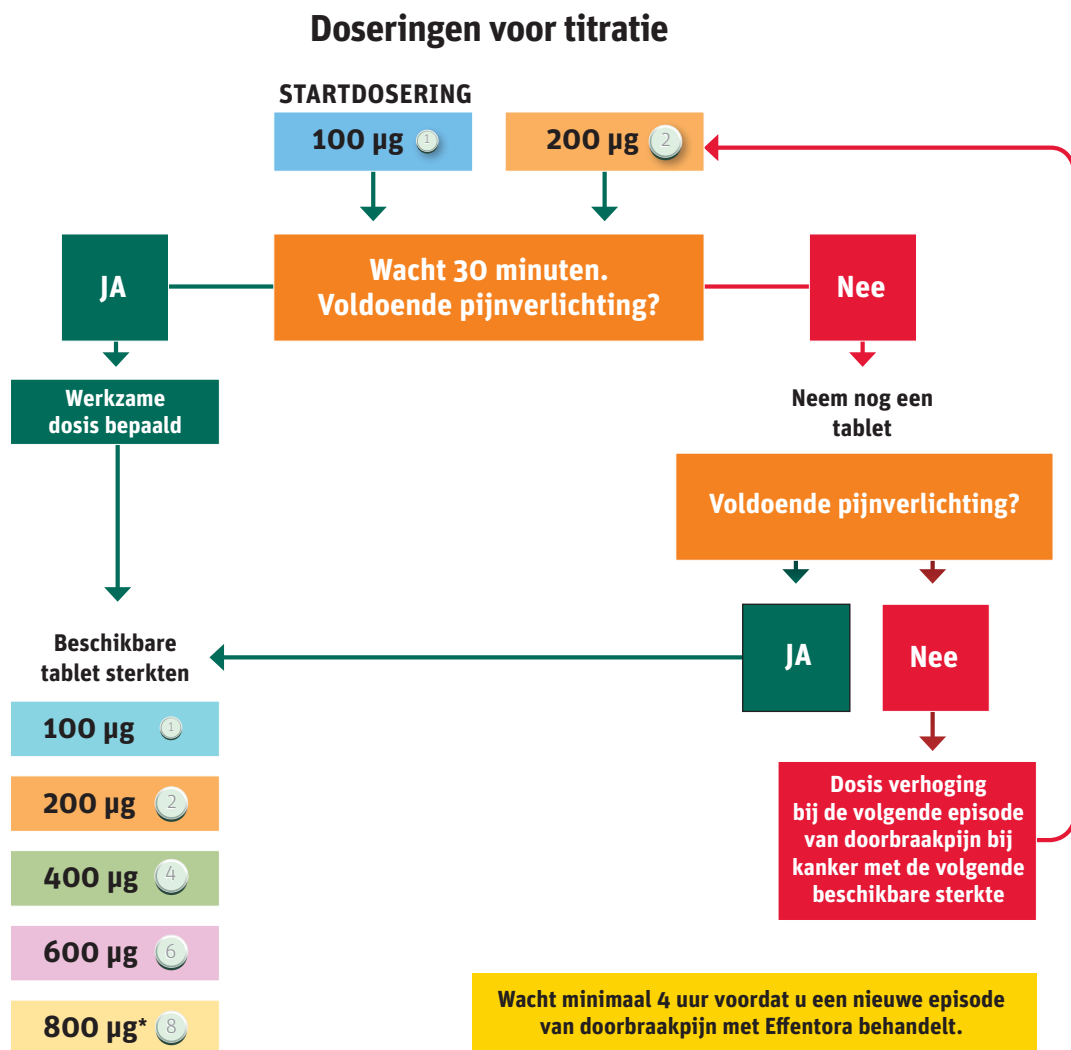 Doseringen voor titratie
STARTDOSERING
100 µg 1
200 µg 2
JA
Wacht 30 minuten.
Voldoende pijnverlichting?
Nee
Werkzame
dosis bepaald
Neem nog een
tablet
Voldoende pijnverlichting?
JA
Nee
Beschikbare
tablet sterkten
100 µg 1
200 µg 2
400 µg 4
600 µg 6
800 µg* 8
Dosis verhoging
bij de volgende episode
van doorbraakpijn bij
kanker met de volgende
beschikbare sterkte
Wacht minimaal 4 uur voordat u een nieuwe episode
van doorbraakpijn met Effentora behandelt.